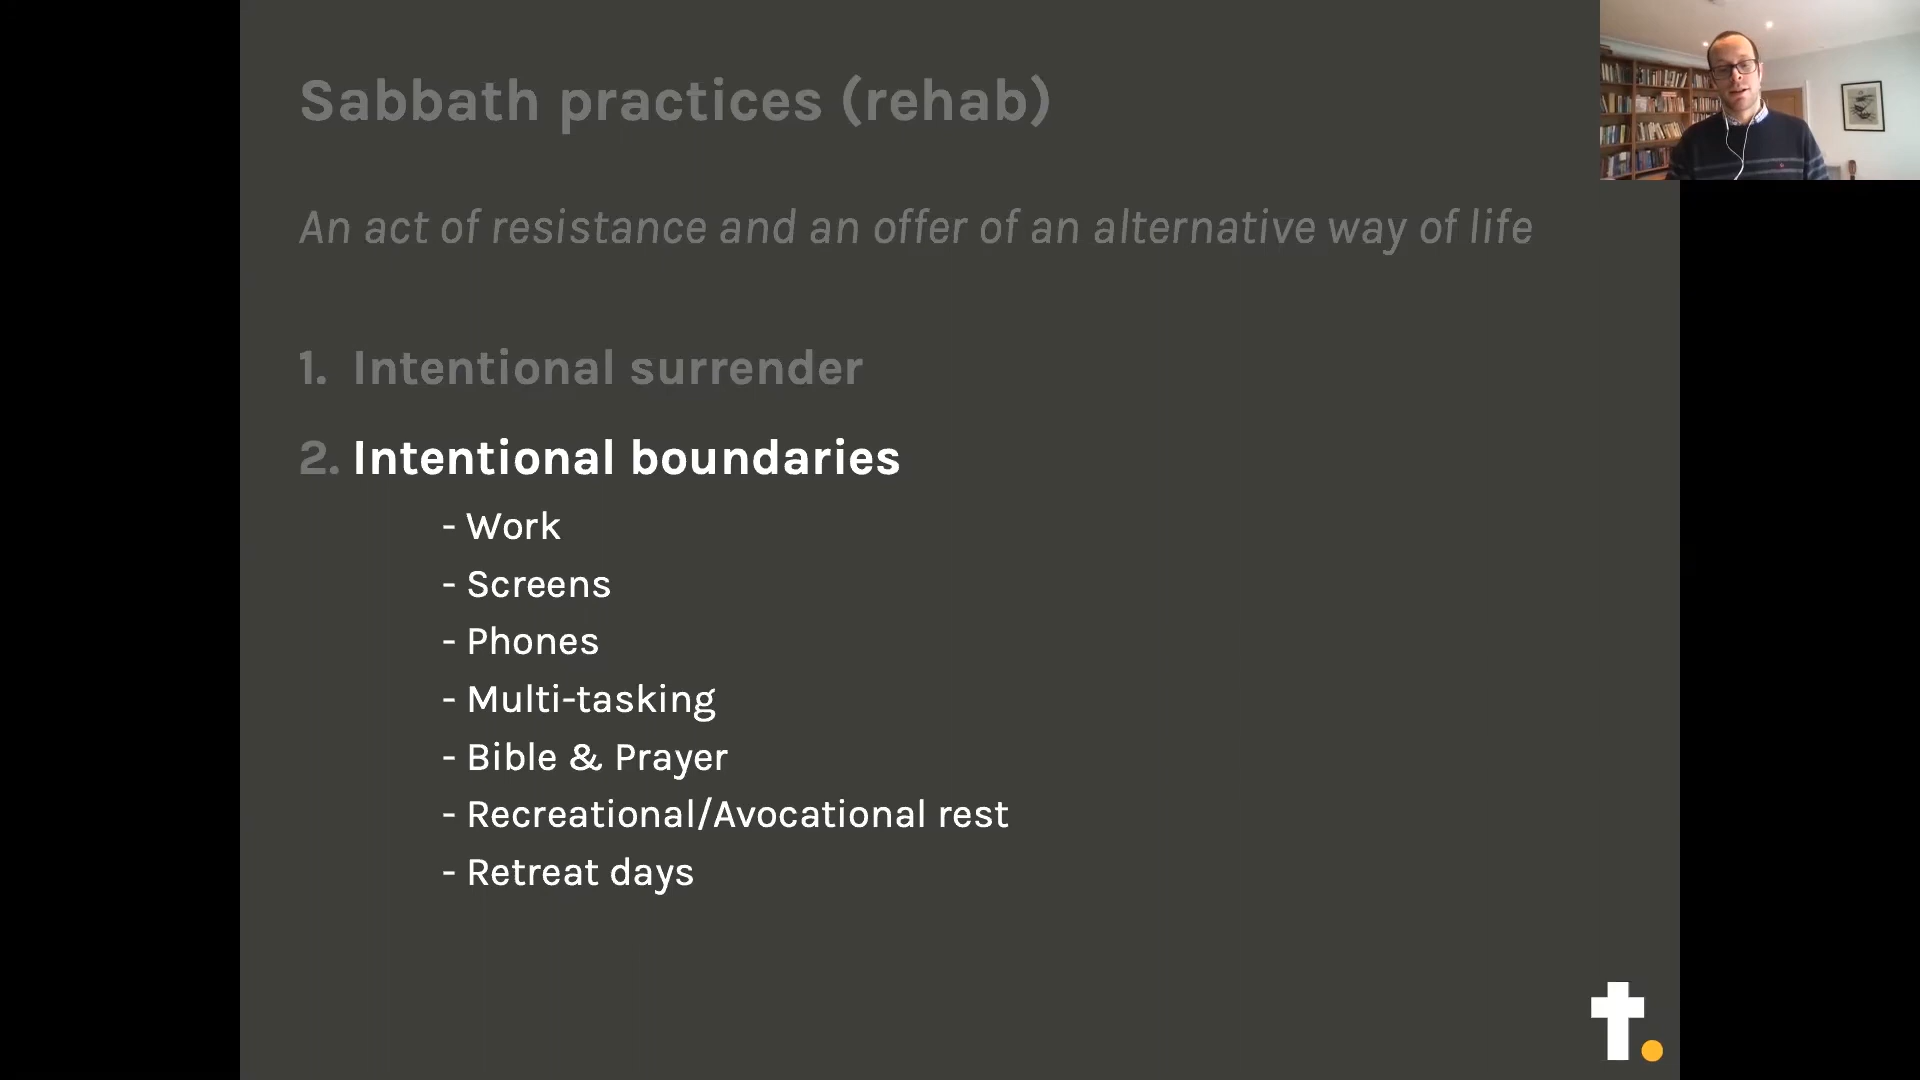 Sabbath practices (rehab)
An act of resistance and an offer of an alternative way of life
1. Intentional surrender
2. Intentional boundaries
- Work
- Screens
- Phones
- Multi-tasking
- Bible & Prayer
- Recreational/Avocational rest
- Retreat days
t.